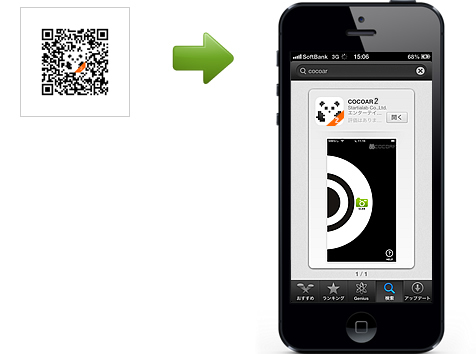 SoftBank 3G 15:06 68%
cocoar
COCOAR2
Startialab Co.,Ltd.
エンターテイ...
評価はありま...
開く
COCOAR
HELP
1 / 1
おすすめ ランキング Genius 検索 アップデート